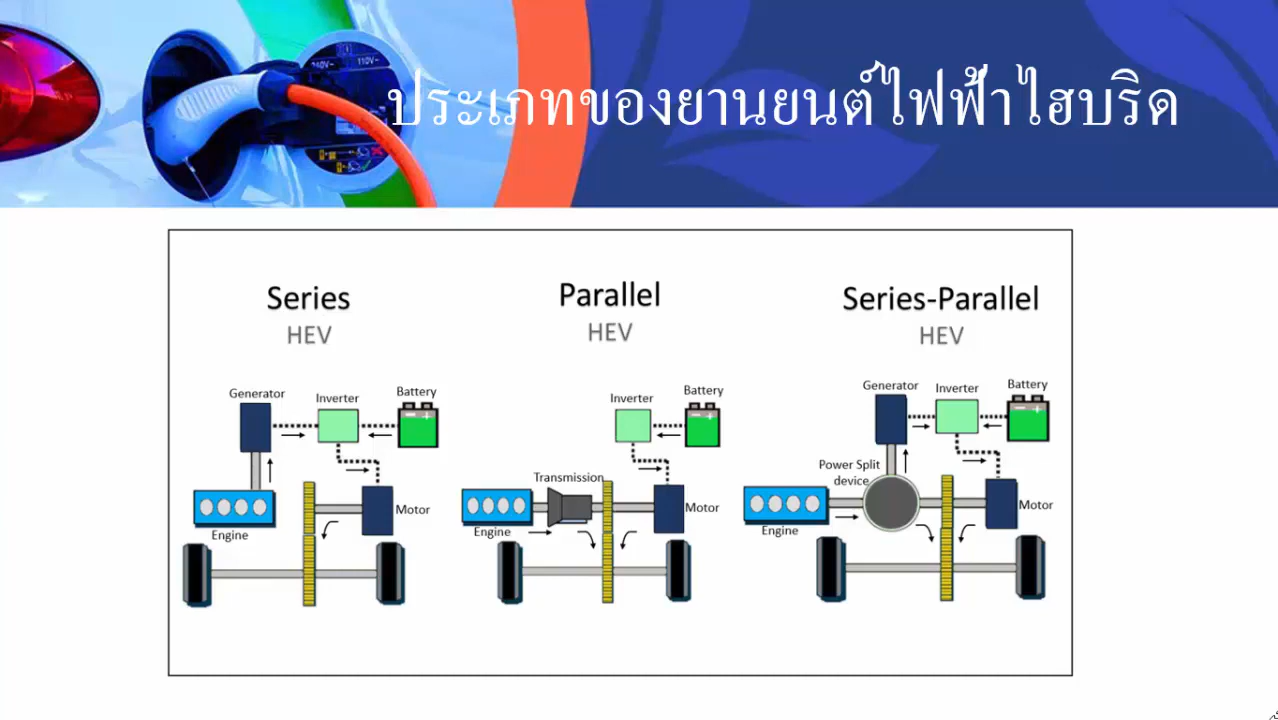 240V~ 110V~
ประเภทของยานยนต์ไฟฟ้าไฮบริด
Series
HEV
Generator
Inverter
Battery
Engine
Motor
Parallel
HEV
Inverter
Battery
Transmission
Engine
Motor
Series-Parallel
HEV
Generator
Inverter
Battery
Power Split
device
Engine
Motor